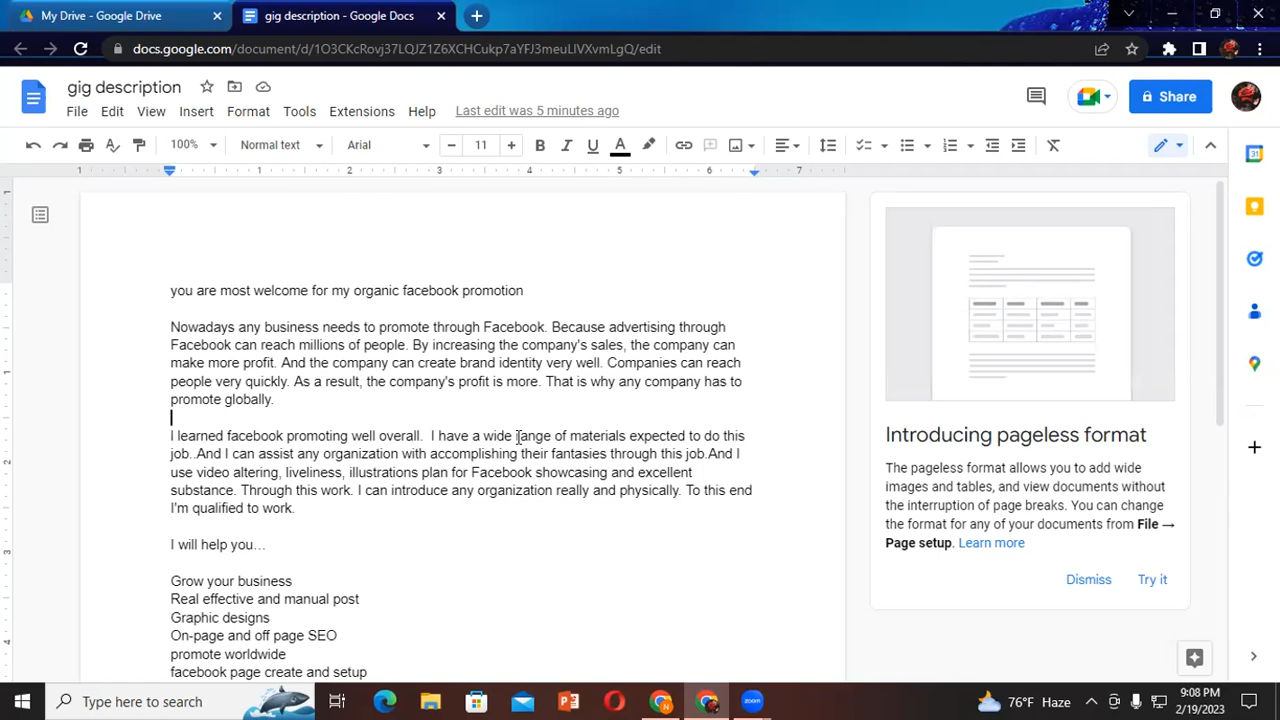 My Drive - Google Drive
gig description - Google Docs
docs.google.com/document/d/1O3CKcRovj37LQJZ1Z6XCHCukp7aYFJ3meuLlVXvmLgQ/edit
gig description
File Edit View Insert Format Tools Extensions Help Last edit was 5 minutes ago
Share
100% Normal text Arial 11
1 1 2 3 4 5 6 7
you are most welcome for my organic facebook promotion
Nowadays any business needs to promote through Facebook. Because advertising through
Facebook can reach millions of people. By increasing the company's sales, the company can
make more profit. And the company can create brand identity very well. Companies can reach
people very quickly. As a result, the company's profit is more. That is why any company has to
promote globally.
I learned facebook promoting well overall.  I have a wide range of materials expected to do this
job..And I can assist any organization with accomplishing their fantasies through this job.And I
use video altering, liveliness, illustrations plan for Facebook showcasing and excellent
substance. Through this work. I can introduce any organization really and physically. To this end
I'm qualified to work.
I will help you…
Grow your business
Real effective and manual post
Graphic designs
On-page and off page SEO
promote worldwide
facebook page create and setup
Introducing pageless format
The pageless format allows you to add wide
images and tables, and view documents without
the interruption of page breaks. You can change
the format for any of your documents from File →
Page setup. Learn more
Dismiss Try it
Type here to search
76°F Haze
9:08 PM
2/19/2023